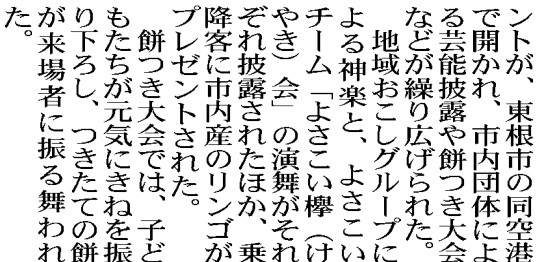 ントが、東根市の同空港
で開かれ、市内団体によ
る芸能披露や餅つき大会
などが繰り広げられた。
　地域おこしグループに
よる神楽と、よさこい
チーム「よさこい欅（け
やき）会」の演舞がそれ
ぞれ披露されたほか、乗
降客に市内産のリンゴが
プレゼントされた。
　餅つき大会では、子ど
もたちが元気にきねを振
り下ろし、つきたての餅
が来場者に振る舞われ
た。